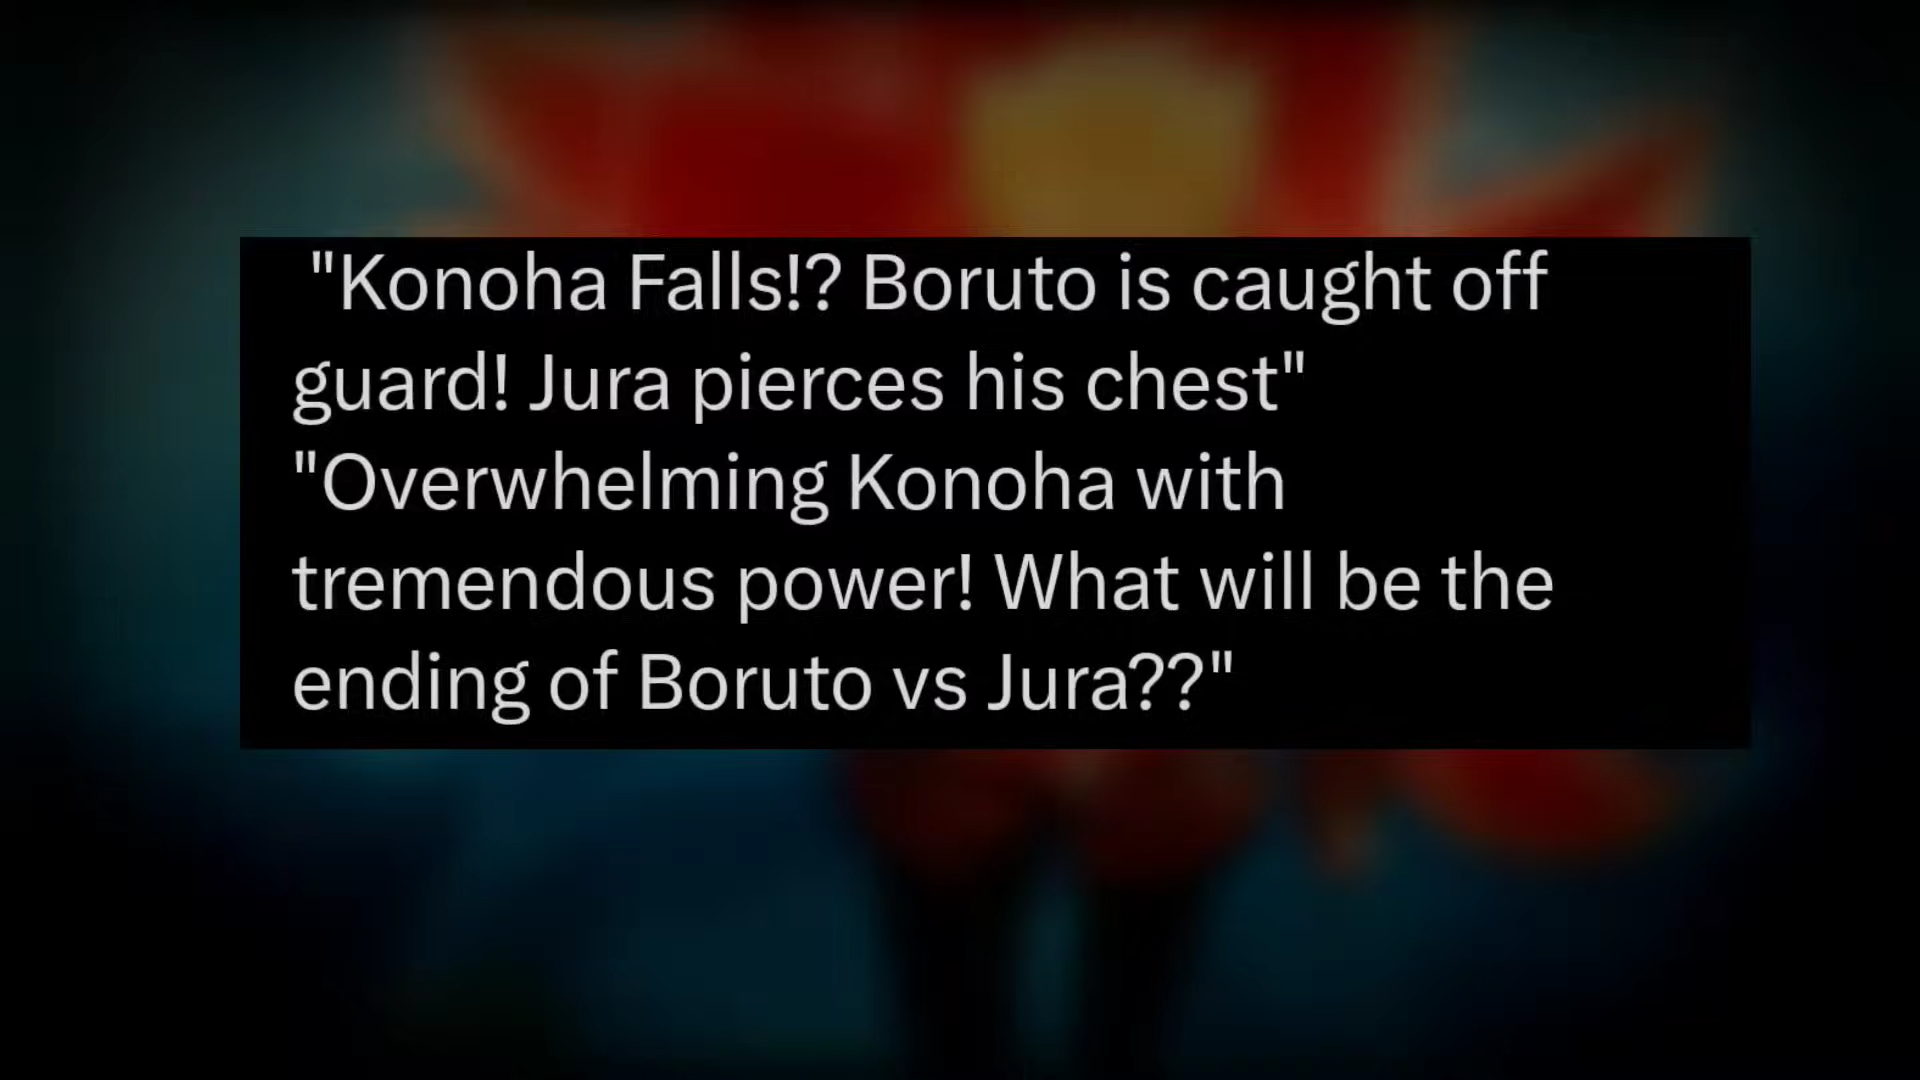 "Konoha Falls!? Boruto is caught off
guard! Jura pierces his chest"
"Overwhelming Konoha with
tremendous power! What will be the
ending of Boruto vs Jura??"